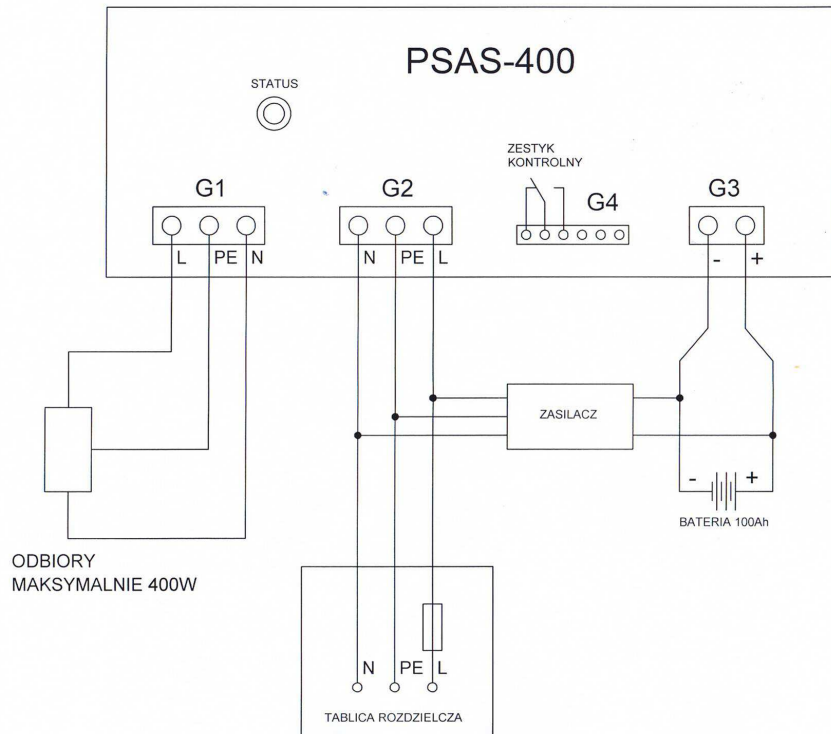 PSAS-400
STATUS
ZESTYK
KONTROLNY
G1
G2
G4
G3
L PE N
N PE L
- +
ZASILACZ
- +
BATERIA 100Ah
ODBIORY
MAKSYMALNIE 400W
N PE L
TABLICA ROZDZIELCZA